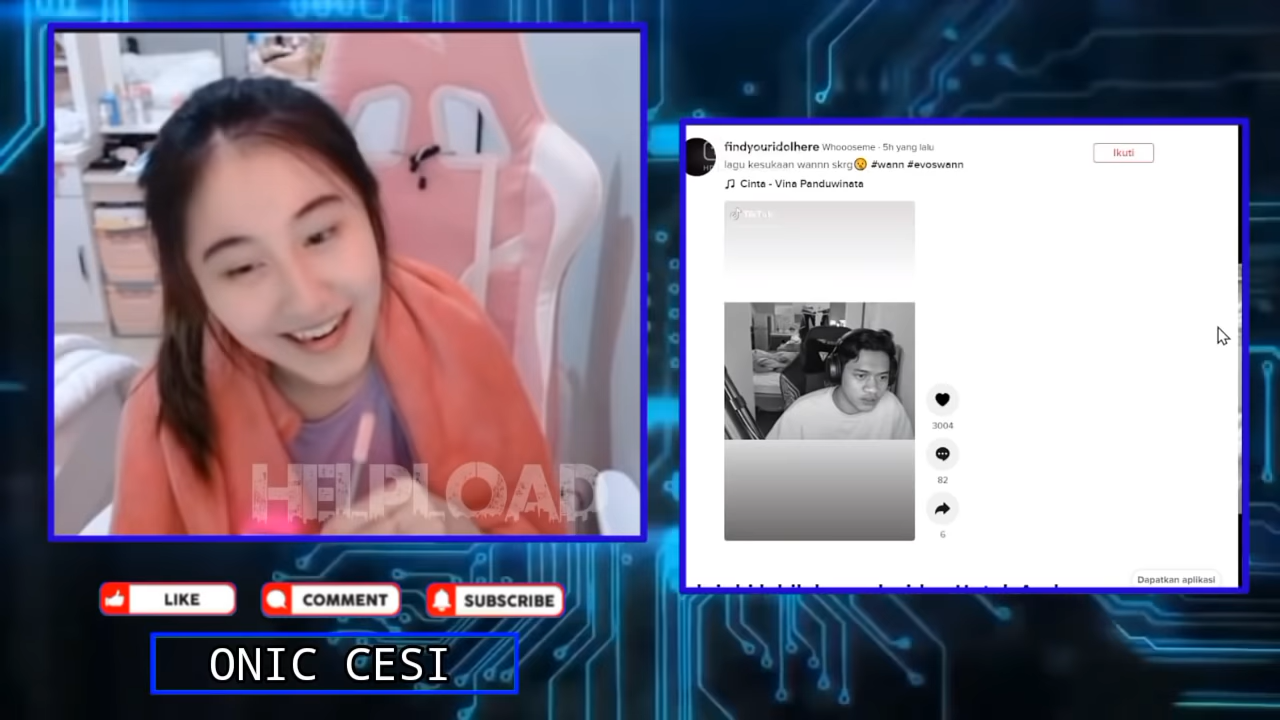 HELPLOAD
LIKE
COMMENT
SUBSCRIBE
ONIC CESI
findyouridolhere Whoooseme · 5h yang lalu
Ikuti
lagu kesukaan wannn skrg😧 #wann #evoswann
♫ Cinta - Vina Panduwinata
TikTok
3004
82
6
Dapatkan aplikasi